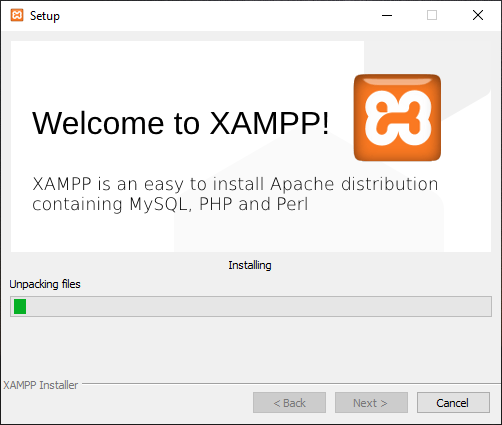 Setup
Welcome to XAMPP!
XAMPP is an easy to install Apache distribution
containing MySQL, PHP and Perl
Installing
Unpacking files
XAMPP Installer
< Back
Next >
Cancel